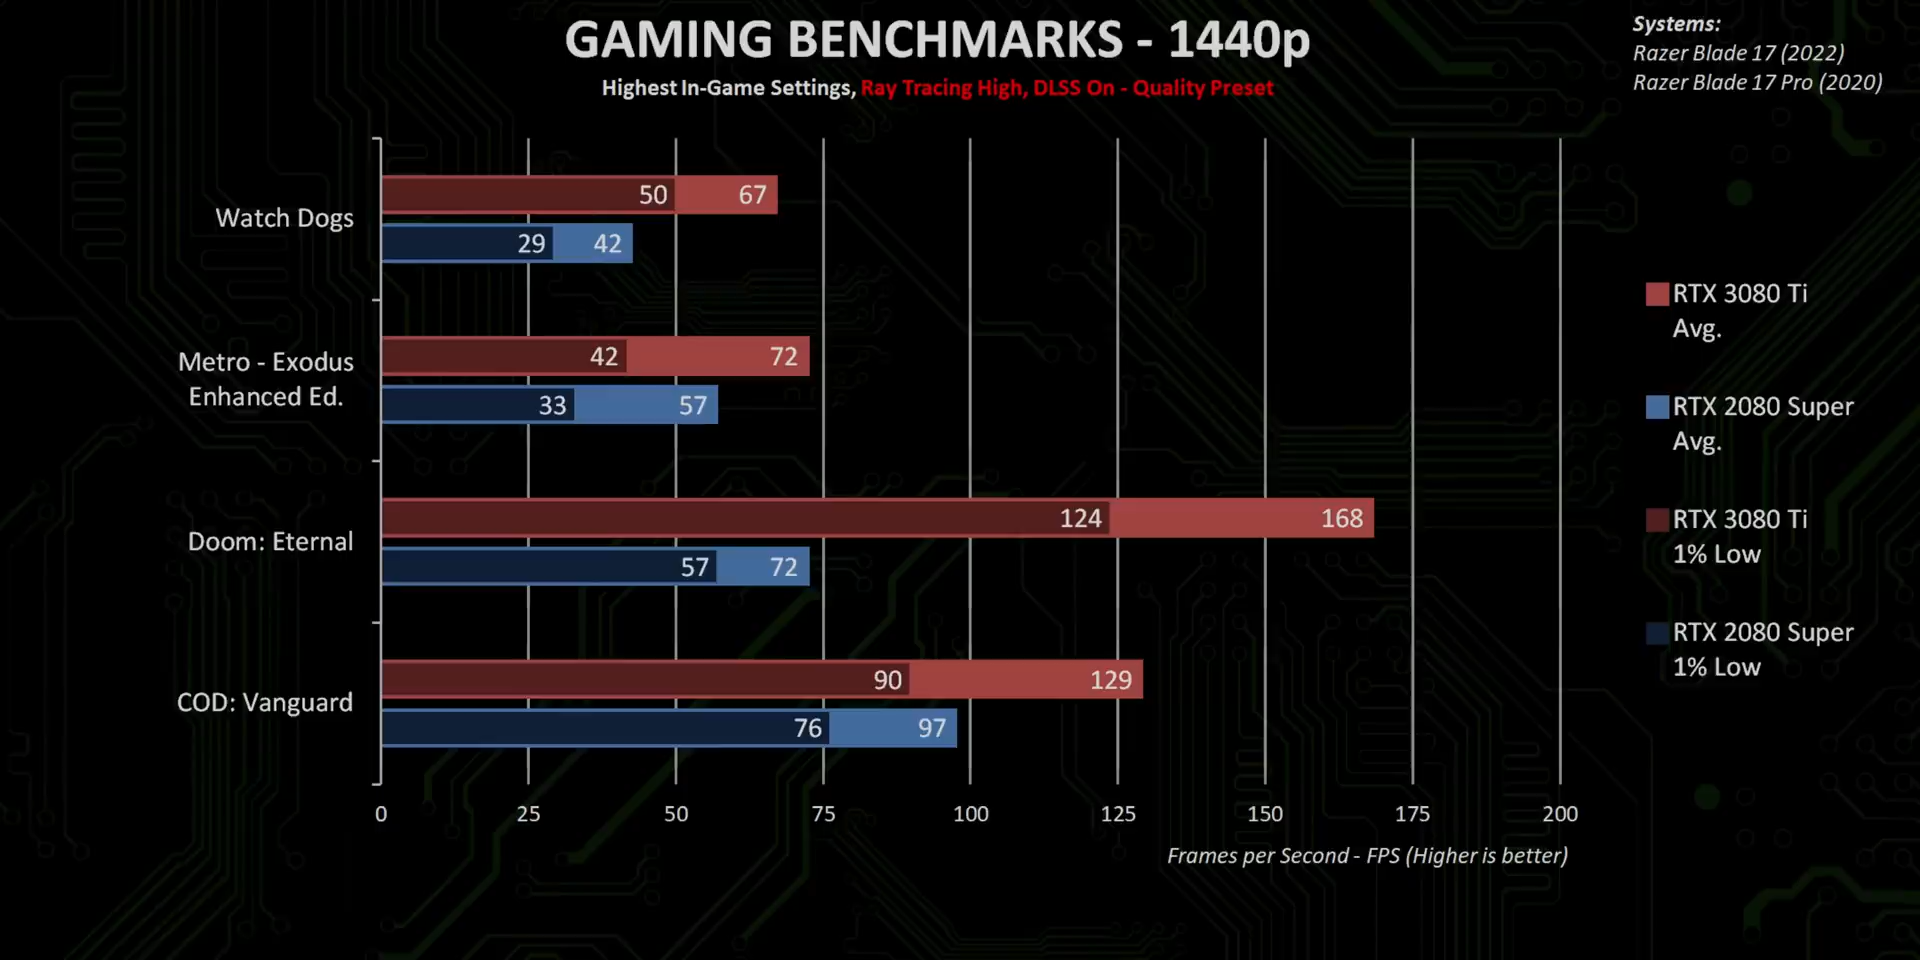 GAMING BENCHMARKS - 1440p
Highest In-Game Settings, Ray Tracing High, DLSS On - Quality Preset
Systems:
Razer Blade 17 (2022)
Razer Blade 17 Pro (2020)
Watch Dogs
50 67
29 42
Metro - Exodus
Enhanced Ed.
42 72
33 57
Doom: Eternal
124 168
57 72
COD: Vanguard
90 129
76 97
0 25 50 75 100 125 150 175 200
Frames per Second - FPS (Higher is better)
RTX 3080 Ti
Avg.
RTX 2080 Super
Avg.
RTX 3080 Ti
1% Low
RTX 2080 Super
1% Low